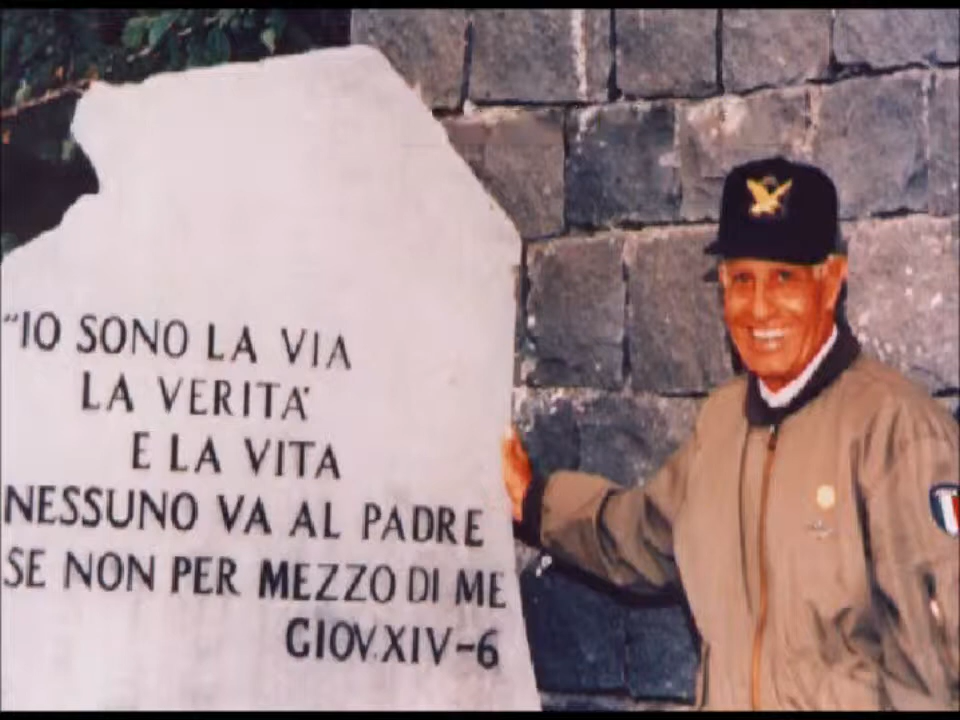 “IO SONO LA VIA
LA VERITA'
E LA VITA
NESSUNO VA AL PADRE
SE NON PER MEZZO DI ME
GIOV.XIV-6